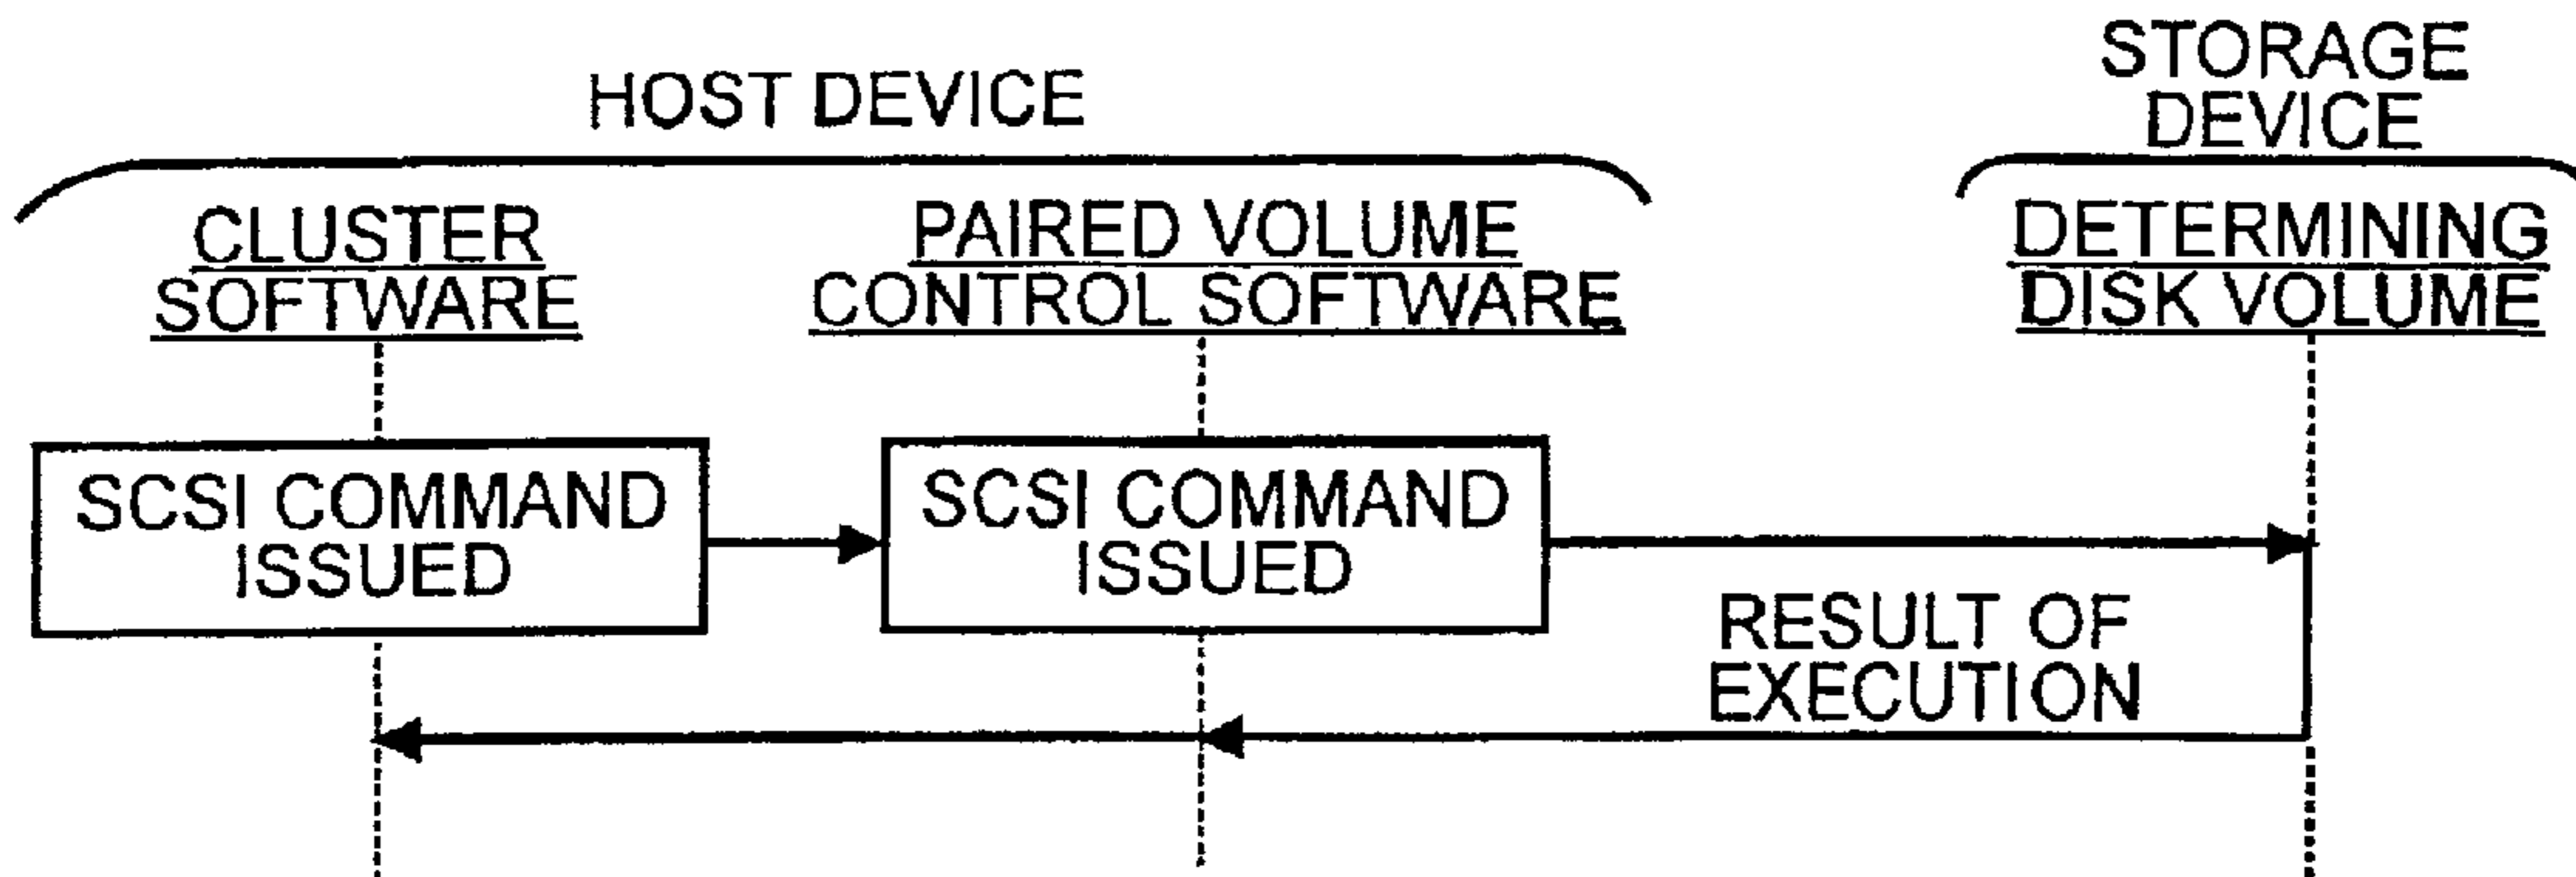 HOST DEVICE
STORAGE
DEVICE
CLUSTER
SOFTWARE
PAIRED VOLUME
CONTROL SOFTWARE
DETERMINING
DISK VOLUME
SCSI COMMAND
ISSUED
SCSI COMMAND
ISSUED
RESULT OF
EXECUTION